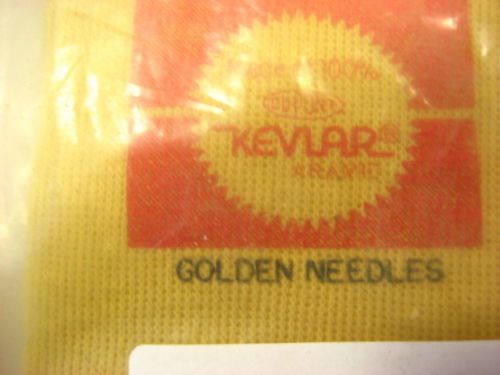 100%
DUPONT
KEVLAR®
ARAMID
GOLDEN NEEDLES